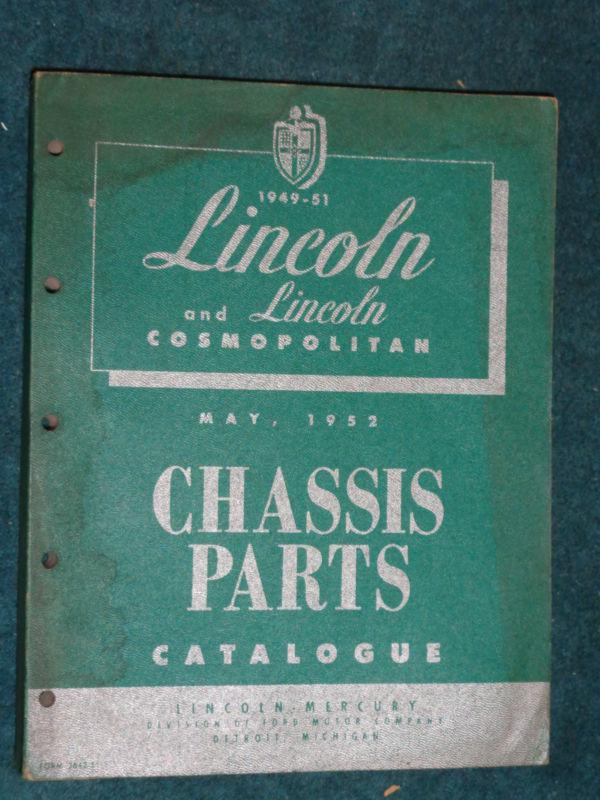 1949-51
Lincoln
and Lincoln
COSMOPOLITAN
MAY, 1952
CHASSIS
PARTS
CATALOGUE
LINCOLN-MERCURY
DIVISION OF FORD MOTOR COMPANY
DETROIT, MICHIGAN
FORM